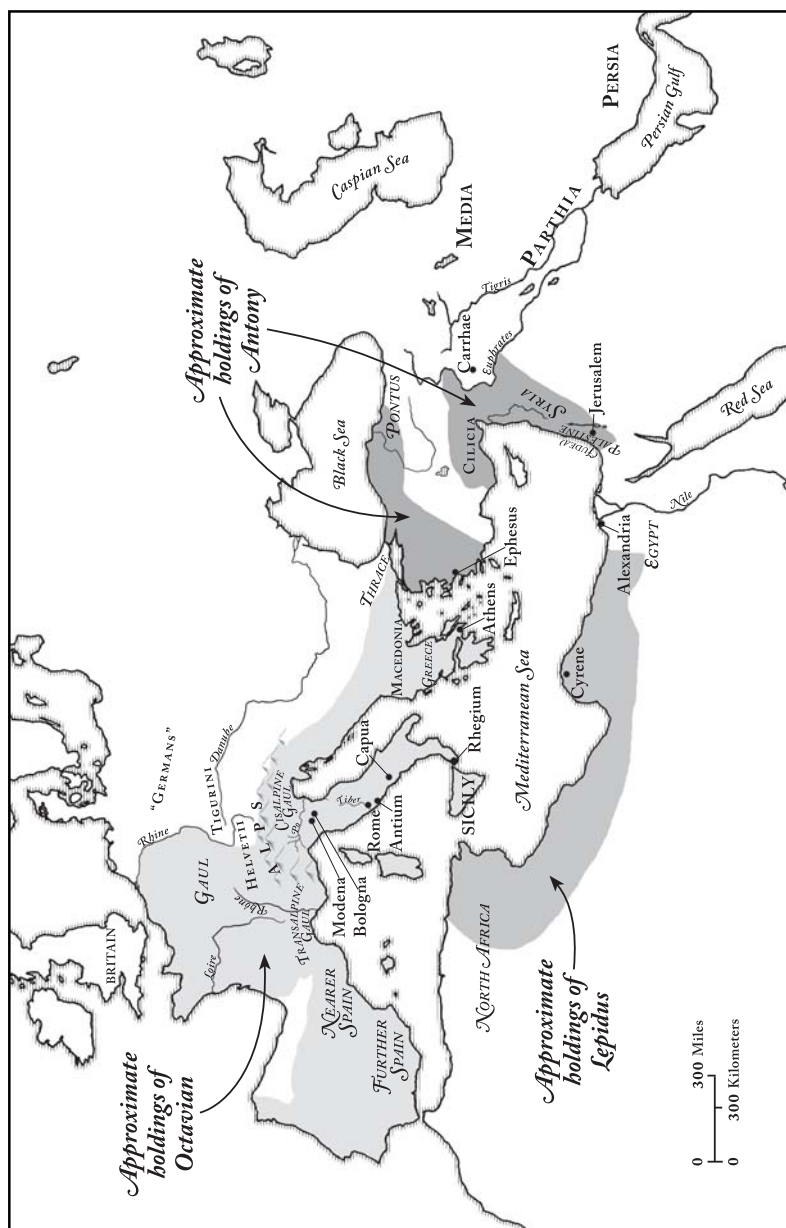 Approximate
holdings of
Octavian
Approximate
holdings of
Antony
Approximate
holdings of
Lepidus
BRITAIN
"GERMANS"
Rhine
GAUL
Loire
TIGURINI
Danube
HELVETII
ALPS
CISALPINE
GAUL
Po
Rhône
TRANSALPINE
GAUL
NEARER
SPAIN
FURTHER
SPAIN
Modena
Bologna
Tiber
Rome
Antium
Capua
SICILY
Rhegium
MACEDONIA
GREECE
THRACE
Athens
Ephesus
Black Sea
PONTUS
CILICIA
Caspian Sea
MEDIA
Carrhae
Tigris
Euphrates
PARTHIA
PERSIA
Persian Gulf
SYRIA
PALESTINE
(JUDEA)
Jerusalem
Red Sea
Nile
Alexandria
EGYPT
Cyrene
Mediterranean Sea
NORTH AFRICA
0 300 Miles
0 300 Kilometers